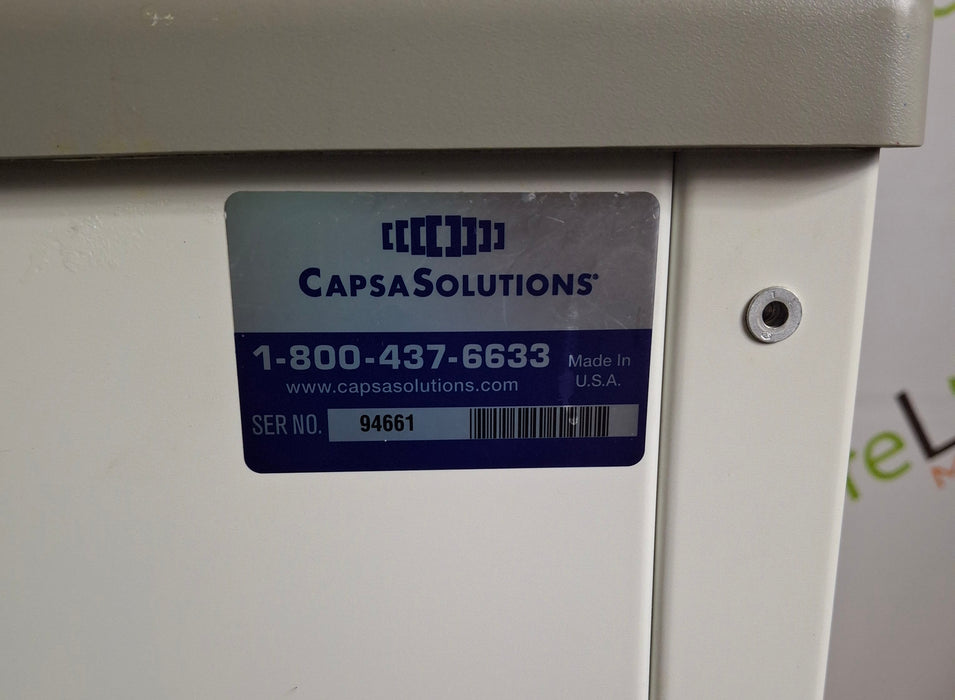 CAPSASOLUTIONS®
1-800-437-6633
Made In
U.S.A.
www.capsasolutions.com
SER NO. 94661